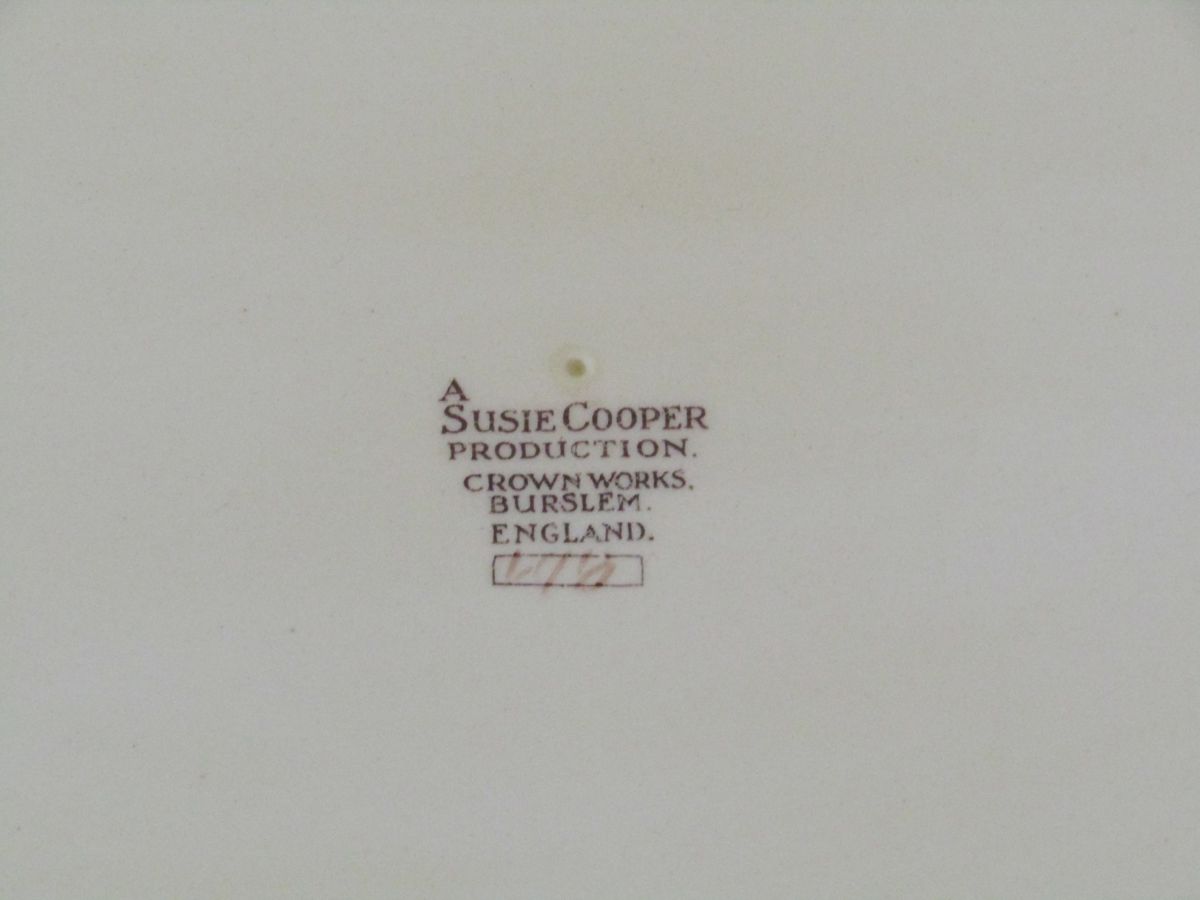 A
SUSIE COOPER
PRODUCTION.
CROWN WORKS.
BURSLEM.
ENGLAND.